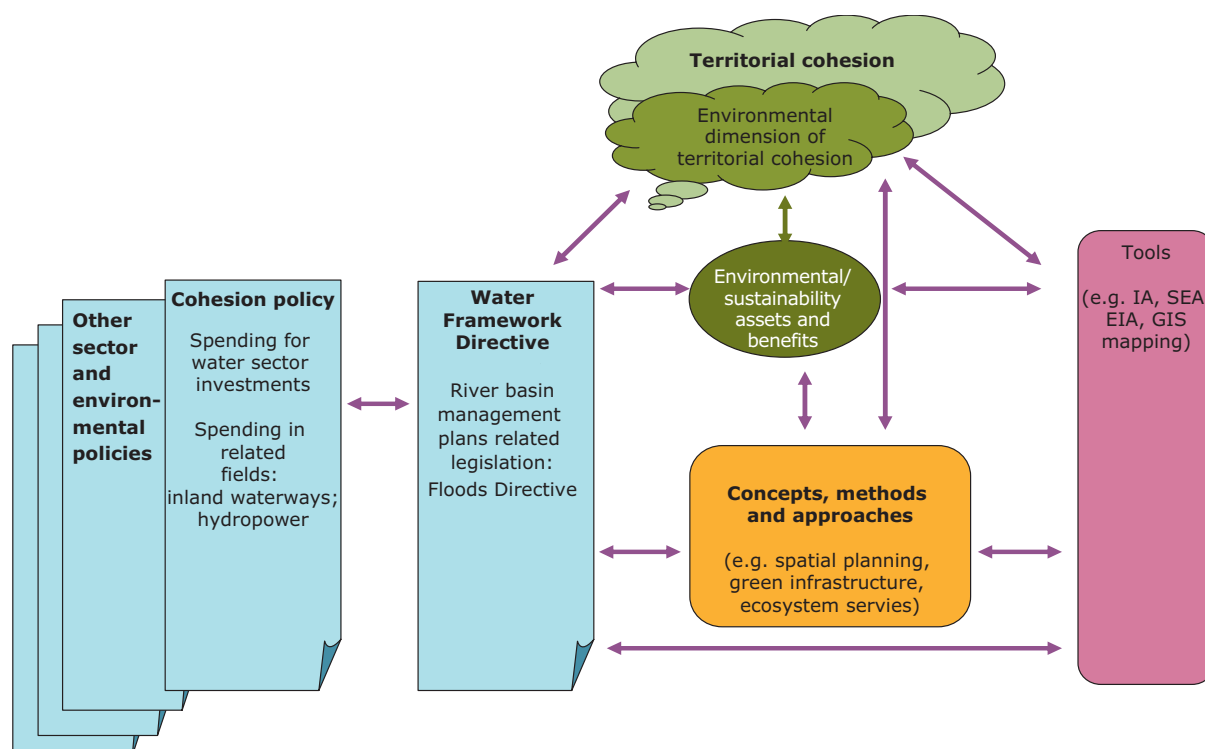 Territorial cohesion
Environmental
dimension of
territorial cohesion
Other
sector
and
environ-
mental
policies
Cohesion policy
Spending for
water sector
investments
Spending in
related
fields:
inland waterways;
hydropower
Water
Framework
Directive
River basin
management
plans related
legislation:
Floods Directive
Environmental/
sustainability
assets and
benefits
Concepts, methods
and approaches
(e.g. spatial planning,
green infrastructure,
ecosystem servies)
Tools
(e.g. IA, SEA,
EIA, GIS
mapping)